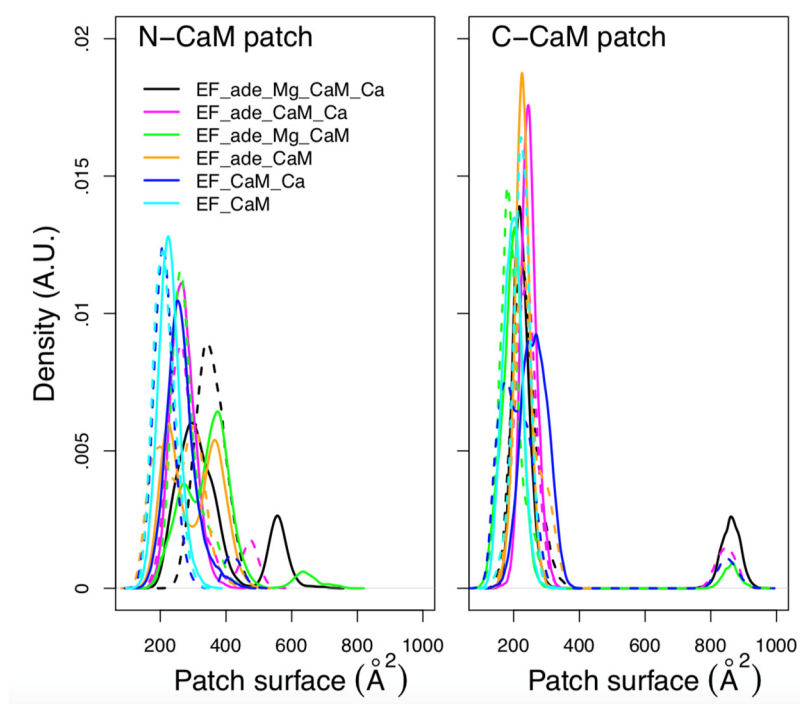 N−CaM patch
C−CaM patch
EF_ade_Mg_CaM_Ca
EF_ade_CaM_Ca
EF_ade_Mg_CaM
EF_ade_CaM
EF_CaM_Ca
EF_CaM
Density (A.U.)
.02
.015
.01
.005
0
200 400 600 800 1000
200 400 600 800 1000
Patch surface (Å²)
Patch surface (Å²)